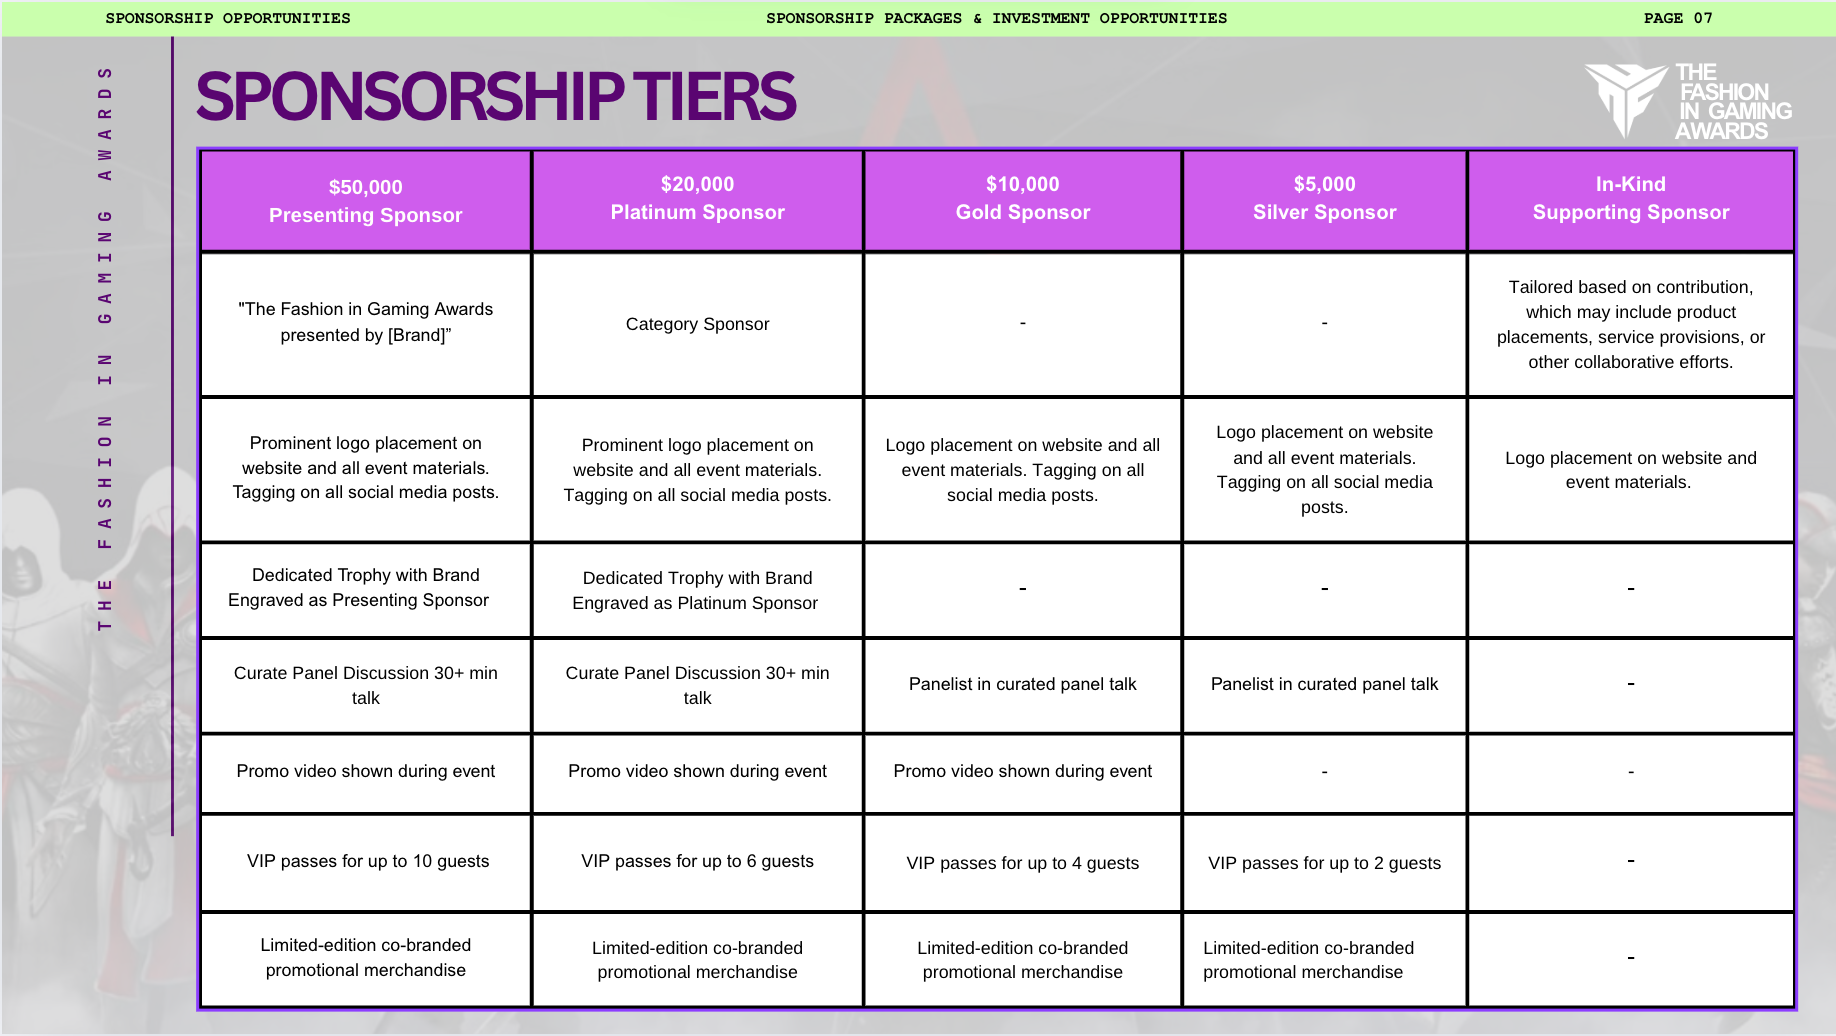 SPONSORSHIP OPPORTUNITIES
SPONSORSHIP PACKAGES & INVESTMENT OPPORTUNITIES
PAGE 07
THE FASHION IN GAMING AWARDS
SPONSORSHIP TIERS
THE
FASHION
IN GAMING
AWARDS
$50,000
Presenting Sponsor
$20,000
Platinum Sponsor
$10,000
Gold Sponsor
$5,000
Silver Sponsor
In-Kind
Supporting Sponsor
"The Fashion in Gaming Awards
presented by [Brand]”
Category Sponsor
-
-
Tailored based on contribution,
which may include product
placements, service provisions, or
other collaborative efforts.
Prominent logo placement on
website and all event materials.
Tagging on all social media posts.
Prominent logo placement on
website and all event materials.
Tagging on all social media posts.
Logo placement on website and all
event materials. Tagging on all
social media posts.
Logo placement on website
and all event materials.
Tagging on all social media
posts.
Logo placement on website and
event materials.
Dedicated Trophy with Brand
Engraved as Presenting Sponsor
Dedicated Trophy with Brand
Engraved as Platinum Sponsor
-
-
-
Curate Panel Discussion 30+ min
talk
Curate Panel Discussion 30+ min
talk
Panelist in curated panel talk
Panelist in curated panel talk
-
Promo video shown during event
Promo video shown during event
Promo video shown during event
-
-
VIP passes for up to 10 guests
VIP passes for up to 6 guests
VIP passes for up to 4 guests
VIP passes for up to 2 guests
-
Limited-edition co-branded
promotional merchandise
Limited-edition co-branded
promotional merchandise
Limited-edition co-branded
promotional merchandise
Limited-edition co-branded
promotional merchandise
-